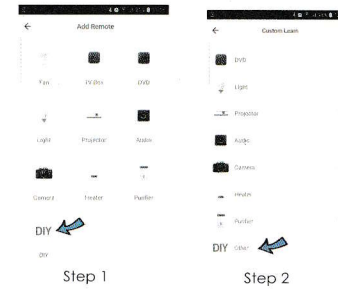 Add Remote
Fan TV Box DVD
Light Projector Audio
Camera Heater Purifier
DIY
DIY
Step 1
Custom Learn
DVD
Light
Projector
Audio
Camera
Heater
Purifier
DIY Other
Step 2